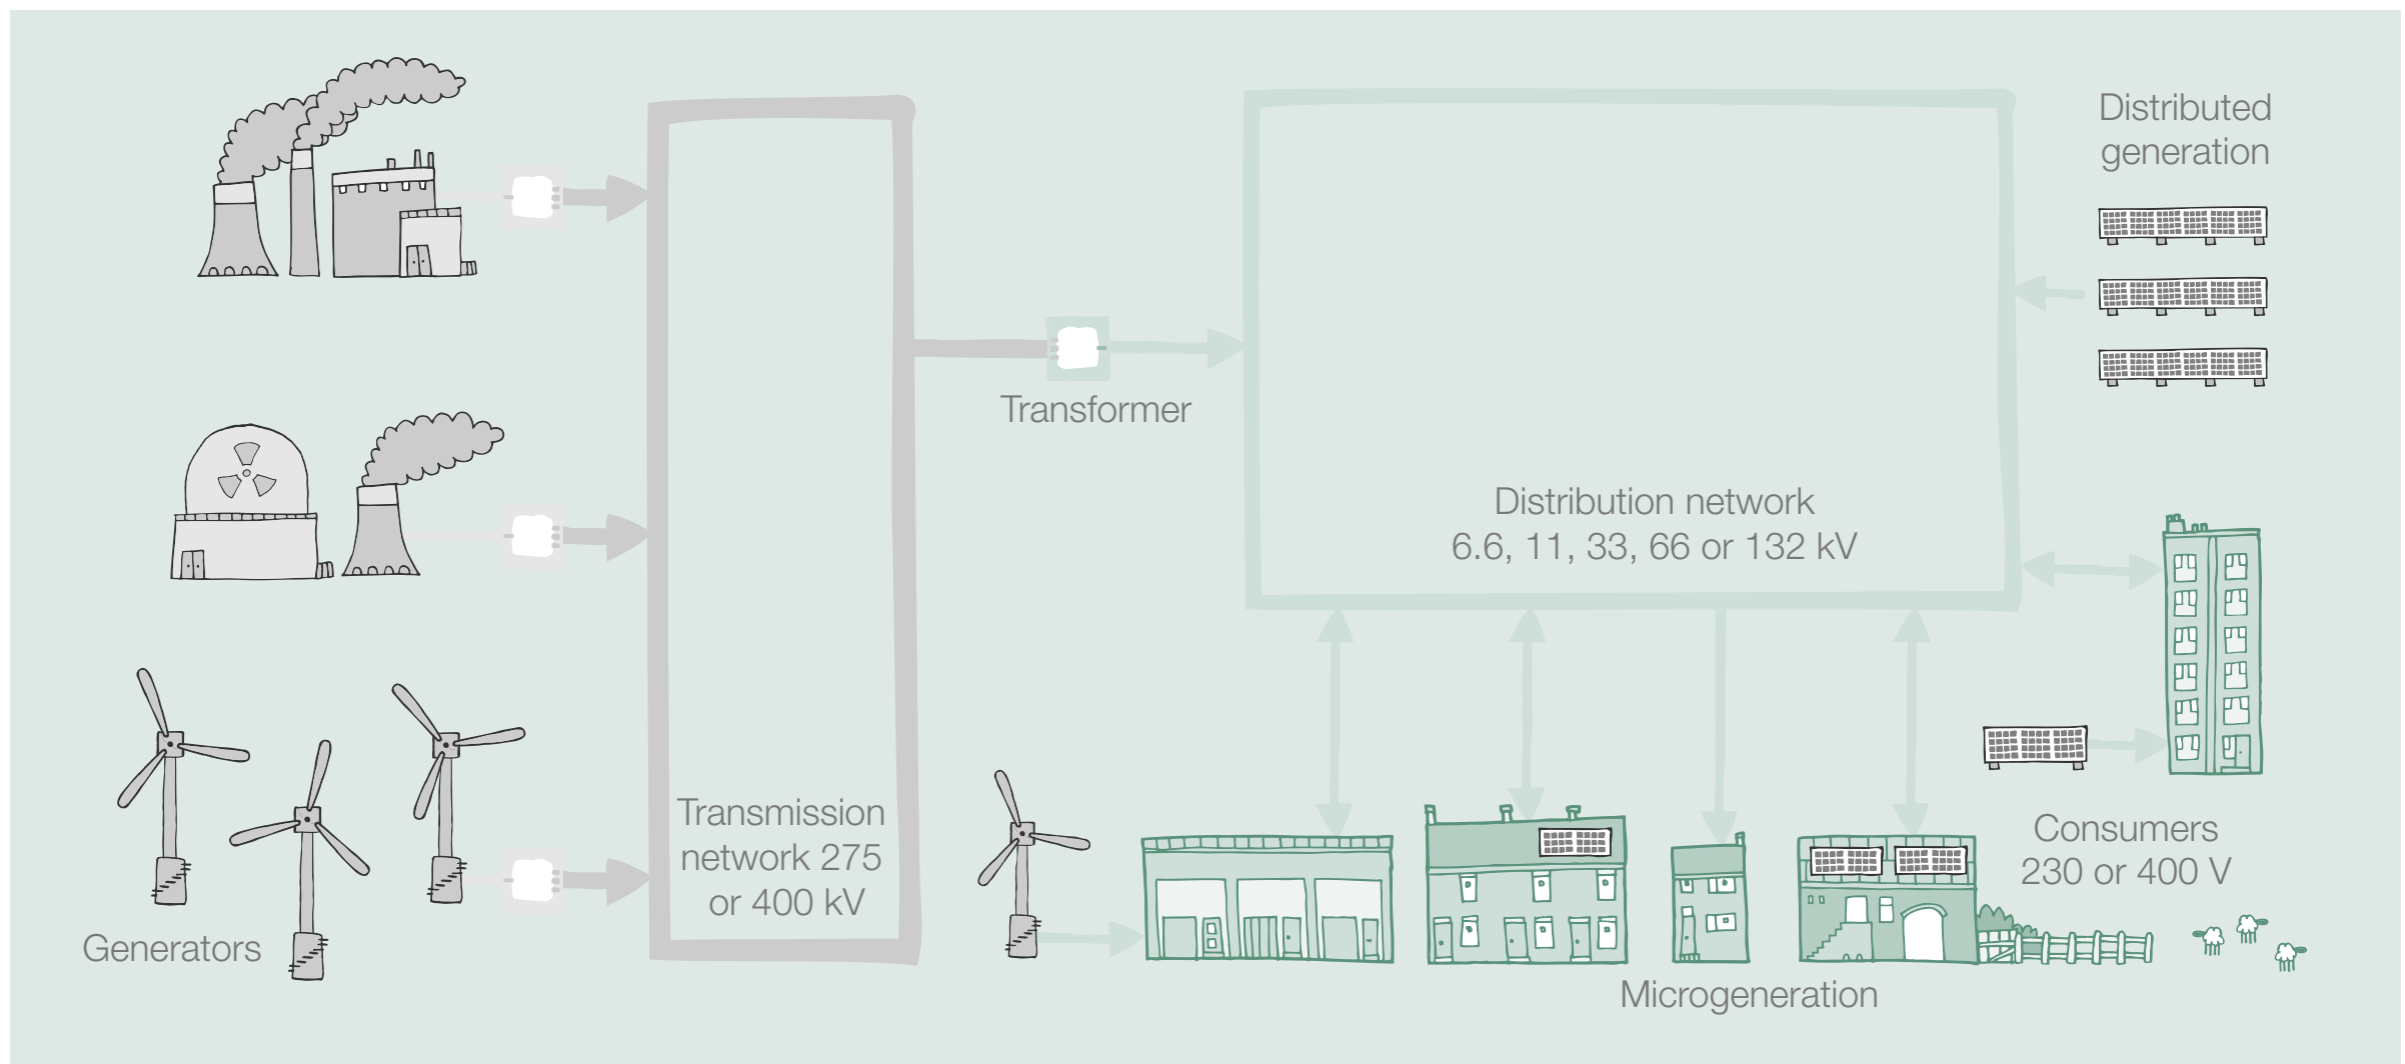 Distributed
generation
Transformer
Distribution network
6.6, 11, 33, 66 or 132 kV
Transmission
network 275
or 400 kV
Generators
Consumers
230 or 400 V
Microgeneration